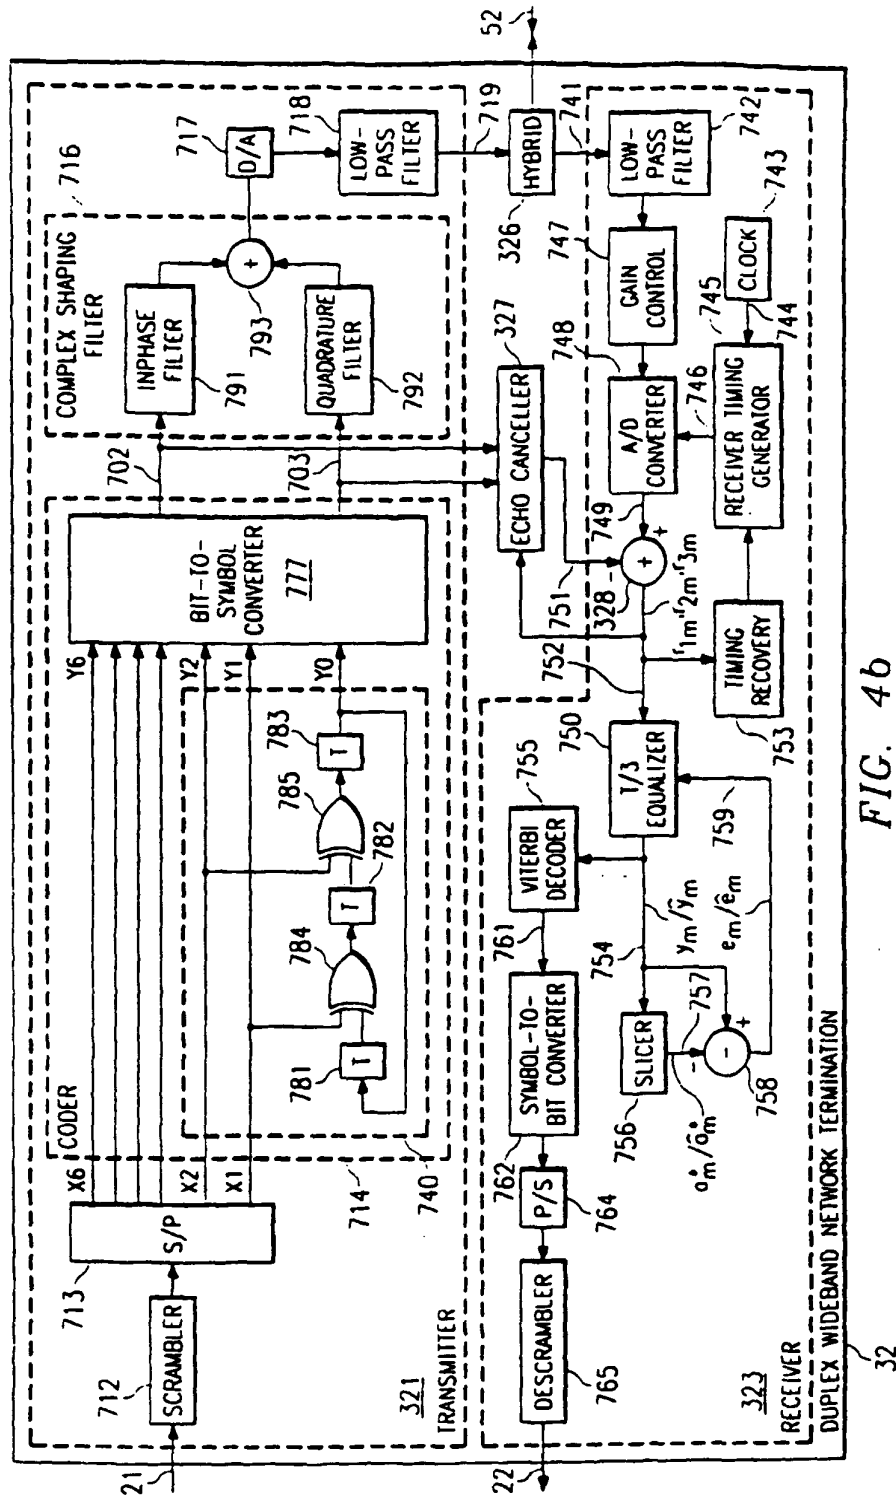 21
SCRAMBLER
712
713
S/P
X6
X2
X1
321
TRANSMITTER
CODER
714
740
781
T
784
T
782
785
T
783
Y6
Y2
Y1
Y0
BIT-TO-
SYMBOL
CONVERTER
777
702
703
COMPLEX SHAPING
FILTER
716
INPHASE
FILTER
791
793
+
QUADRATURE
FILTER
792
D/A
717
718
LOW-
PASS
FILTER
719
HYBRID
326
52
741
ECHO CANCELLER
327
LOW-
PASS
FILTER
742
747
GAIN
CONTROL
748
A/D
CONVERTER
749
746
743
CLOCK
744
745
RECEIVER TIMING
GENERATOR
751
-
+
+
328
r1m,r2m,r3m
752
TIMING
RECOVERY
753
750
T/3
EQUALIZER
759
755
VITERBI
DECODER
761
754
ym/ŷm
em/êm
SYMBOL-TO-
BIT CONVERTER
762
SLICER
756
757
-
-
+
758
a*m/â*m
P/S
764
DESCRAMBLER
765
22
323
RECEIVER
DUPLEX WIDEBAND NETWORK TERMINATION
32
FIG. 4b